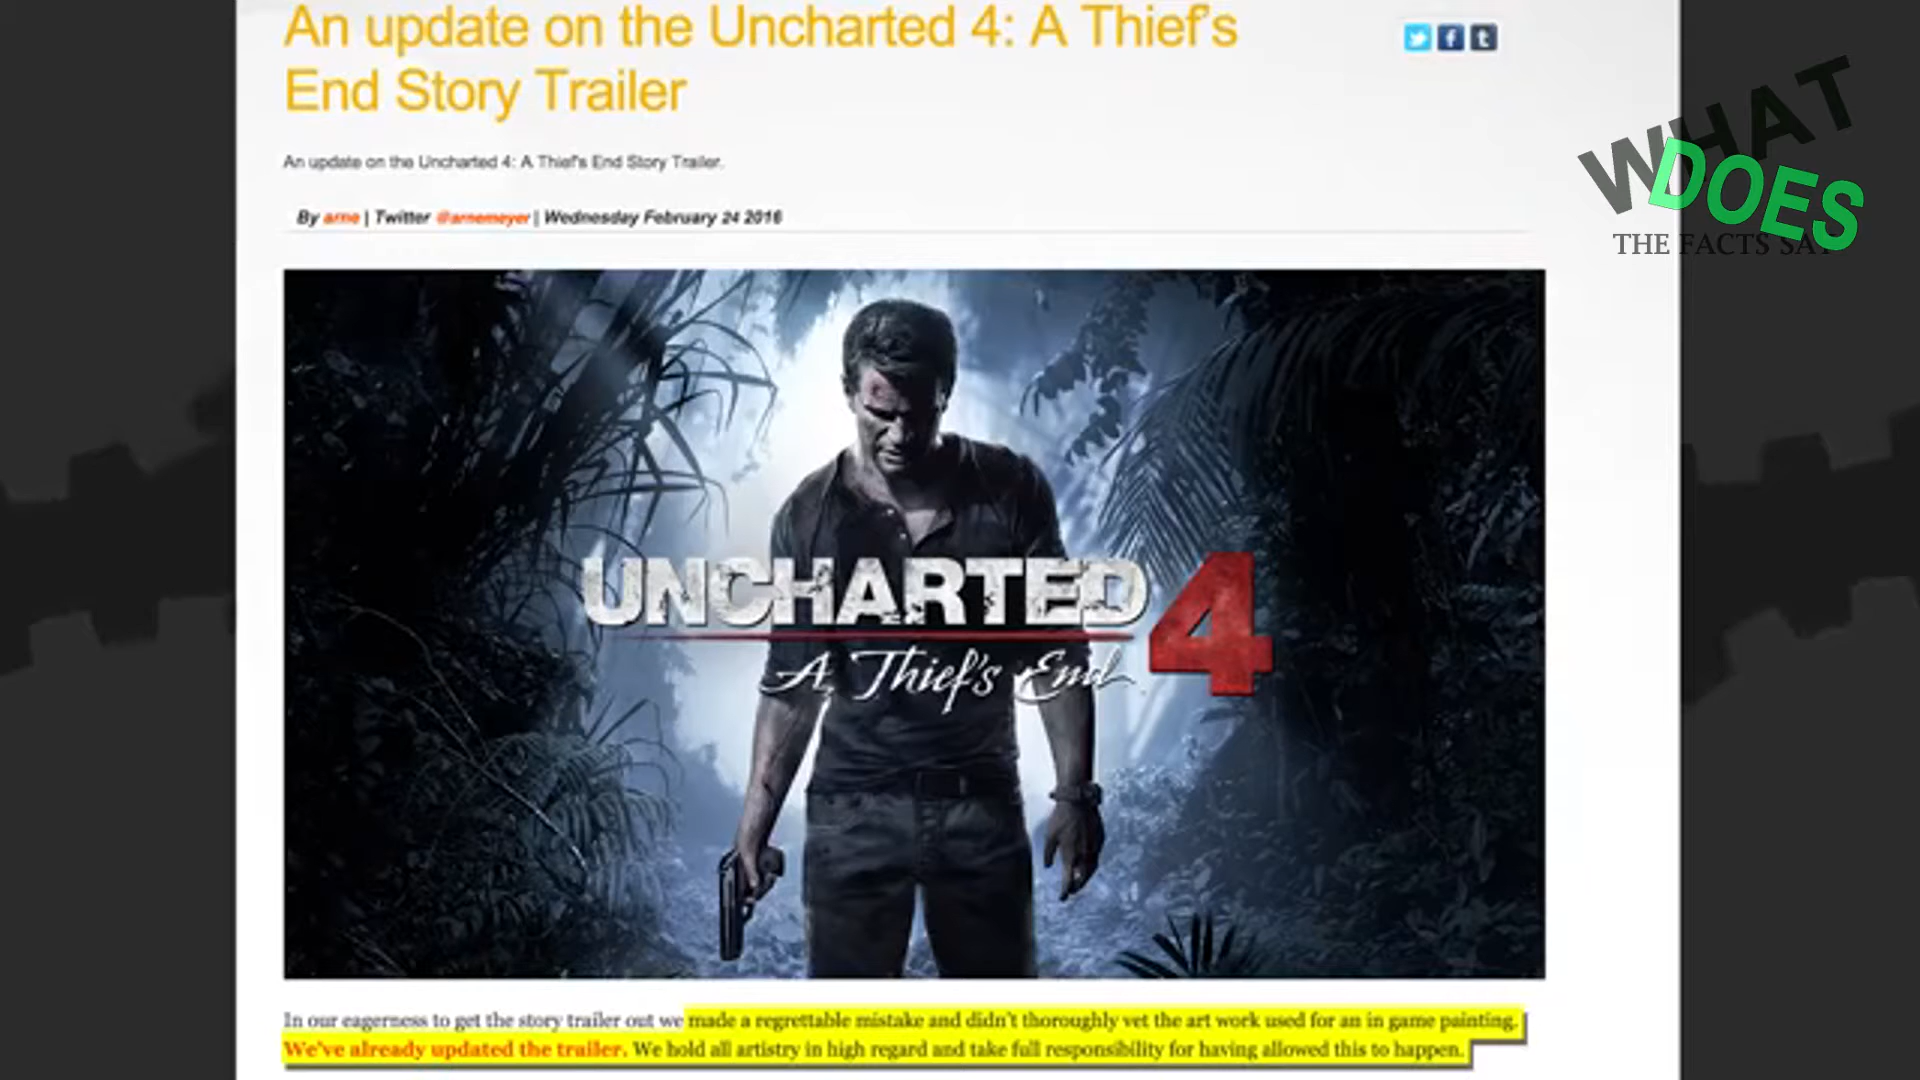 An update on the Uncharted 4: A Thief's
End Story Trailer
An update on the Uncharted 4: A Thief's End Story Trailer.
By arne | Twitter @arnemeyer | Wednesday February 24 2016
WHAT
DOES
THE FACTS SAY
UNCHARTED 4
A Thief's End
In our eagerness to get the story trailer out we made a regrettable mistake and didn't thoroughly vet the art work used for an in game painting.
We've already updated the trailer. We hold all artistry in high regard and take full responsibility for having allowed this to happen.